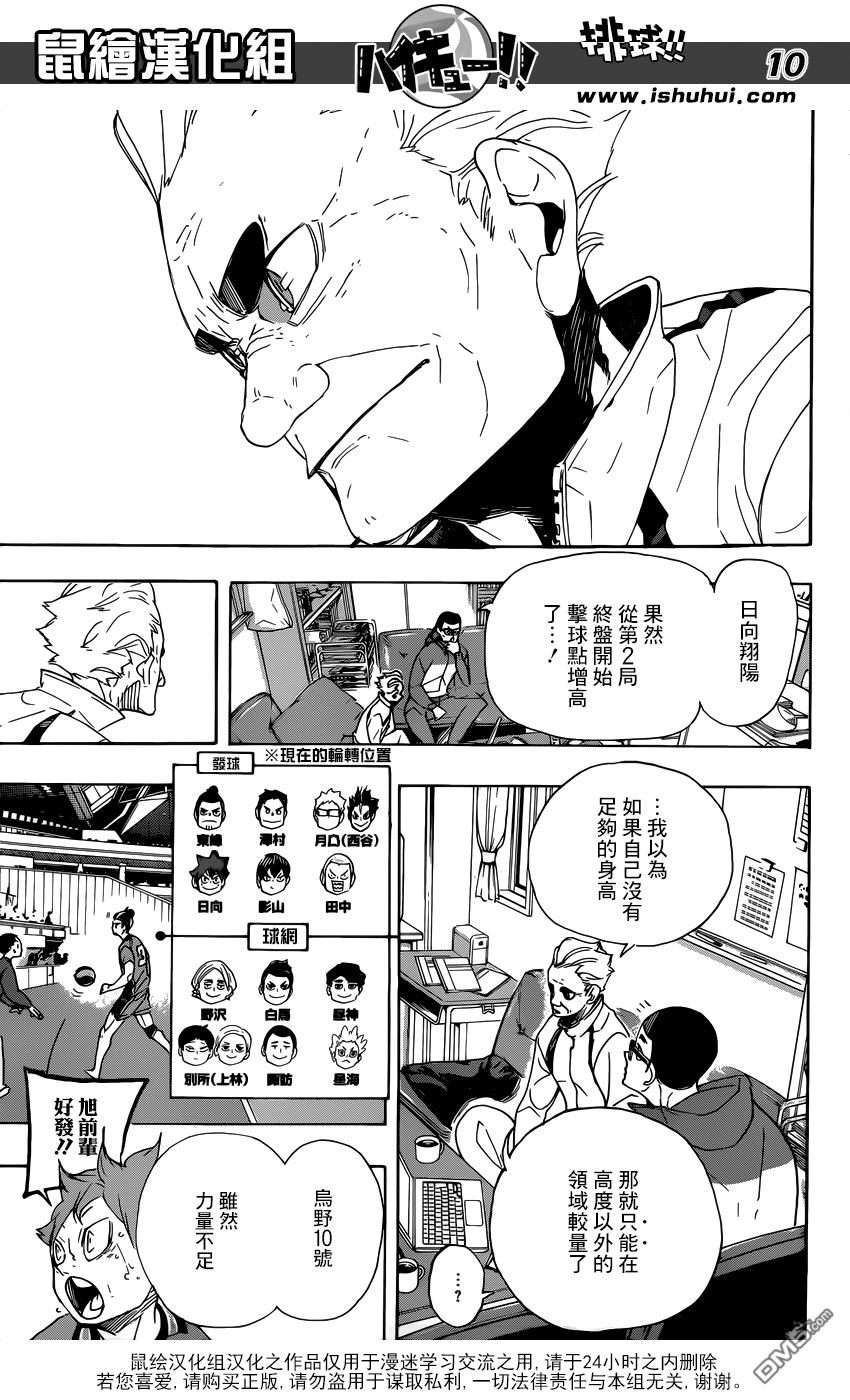 鼠繪漢化組
ハイキュー!!
排球!!
10
www.ishuhui.com
日向翔陽
果然
從第2局
終盤開始
擊球點增高
了…!
※現在的輪轉位置
發球
東峰
澤村
月島(西谷)
日向
影山
田中
球網
野沢
白馬
昼神
別所(上林)
諏訪
星海
…我以為
如果自己沒有
足夠的身高
那就只能在
高度以外的
領域較量了
…?
烏野10號
雖然
力量不足
旭前輩
好發!!
鼠绘汉化组汉化之作品仅用于漫迷学习交流之用, 请于24小时之内删除
若您喜爱, 请购买正版, 请勿盗用于谋取私利, 一切法律责任与本组无关, 谢谢.
DM5.com